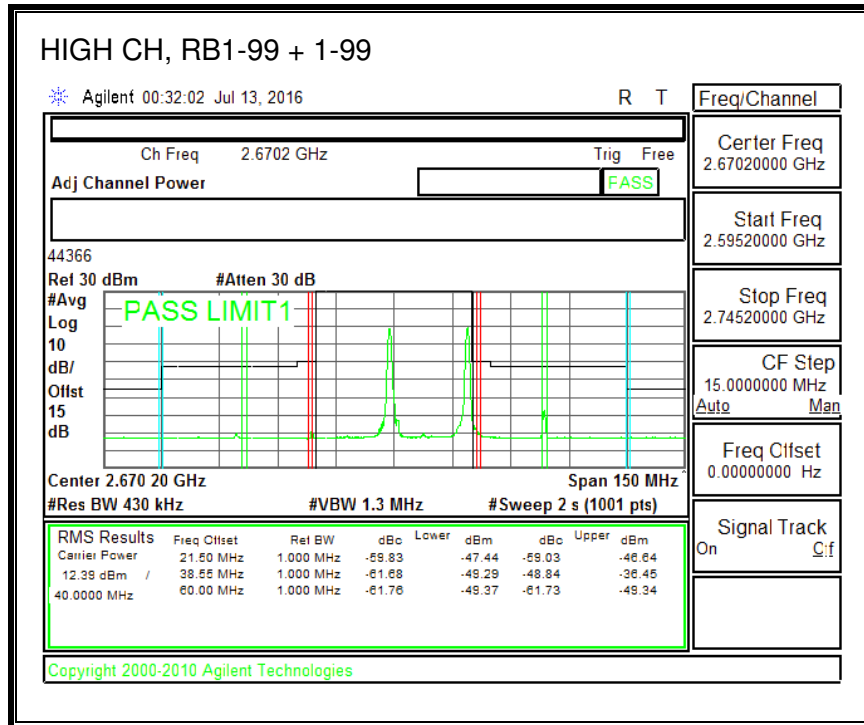 HIGH CH, RB1-99 + 1-99
Agilent 00:32:02 Jul 13, 2016 R T
Ch Freq 2.6702 GHz Trig Free
Adj Channel Power PASS
44366
Ref 30 dBm #Atten 30 dB
#Avg
Log
10
dB/
Offst
15
dB
PASS LIMIT1
Center 2.670 20 GHz Span 150 MHz
#Res BW 430 kHz #VBW 1.3 MHz #Sweep 2 s (1001 pts)
RMS Results Freq Offset Ref BW dBc Lower dBm dBc Upper dBm
Carrier Power 21.50 MHz 1.000 MHz -59.83 -47.44 -59.03 -46.64
12.39 dBm / 38.55 MHz 1.000 MHz -61.68 -49.29 -48.84 -36.45
40.0000 MHz 60.00 MHz 1.000 MHz -61.76 -49.37 -61.73 -49.34
Copyright 2000-2010 Agilent Technologies
Freq/Channel
Center Freq
2.67020000 GHz
Start Freq
2.59520000 GHz
Stop Freq
2.74520000 GHz
CF Step
15.0000000 MHz
Auto Man
Freq Offset
0.00000000 Hz
Signal Track
On Off